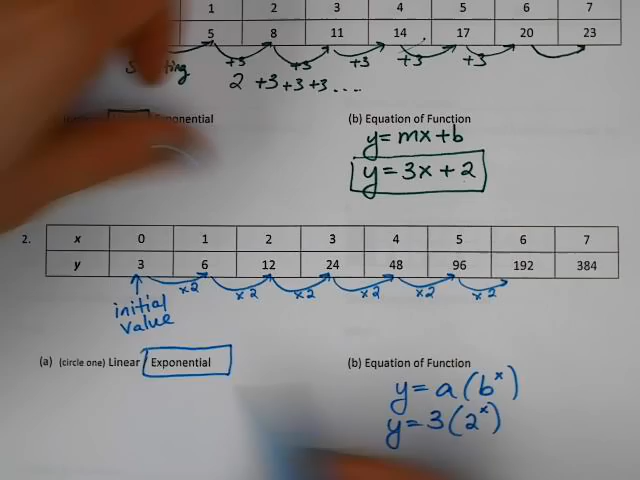 1 2 3 4 5 6 7
5 8 11 14 17 20 23
+3 +3 +3 +3 +3
2 +3 +3 +3 ....
Exponential
(b) Equation of Function
y = mx + b
y = 3x + 2
2. x 0 1 2 3 4 5 6 7
y 3 6 12 24 48 96 192 384
×2 ×2 ×2 ×2 ×2 ×2
initial
value
(a) (circle one) Linear Exponential
(b) Equation of Function
y = a(b^x)
y = 3(2^x)